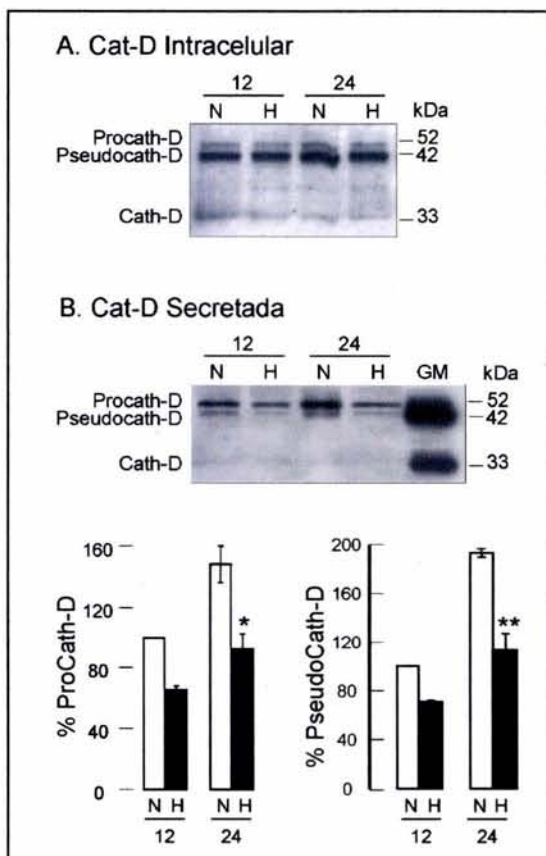 A. Cat-D Intracelular
12 24
N H N H kDa
Procath-D 52
Pseudocath-D 42
Cath-D 33
B. Cat-D Secretada
12 24
N H N H GM kDa
Procath-D 52
Pseudocath-D 42
Cath-D 33
% ProCath-D
160
120
80
40
0
*
N H N H
12 24
% PseudoCath-D
200
160
120
80
40
0
**
N H N H
12 24